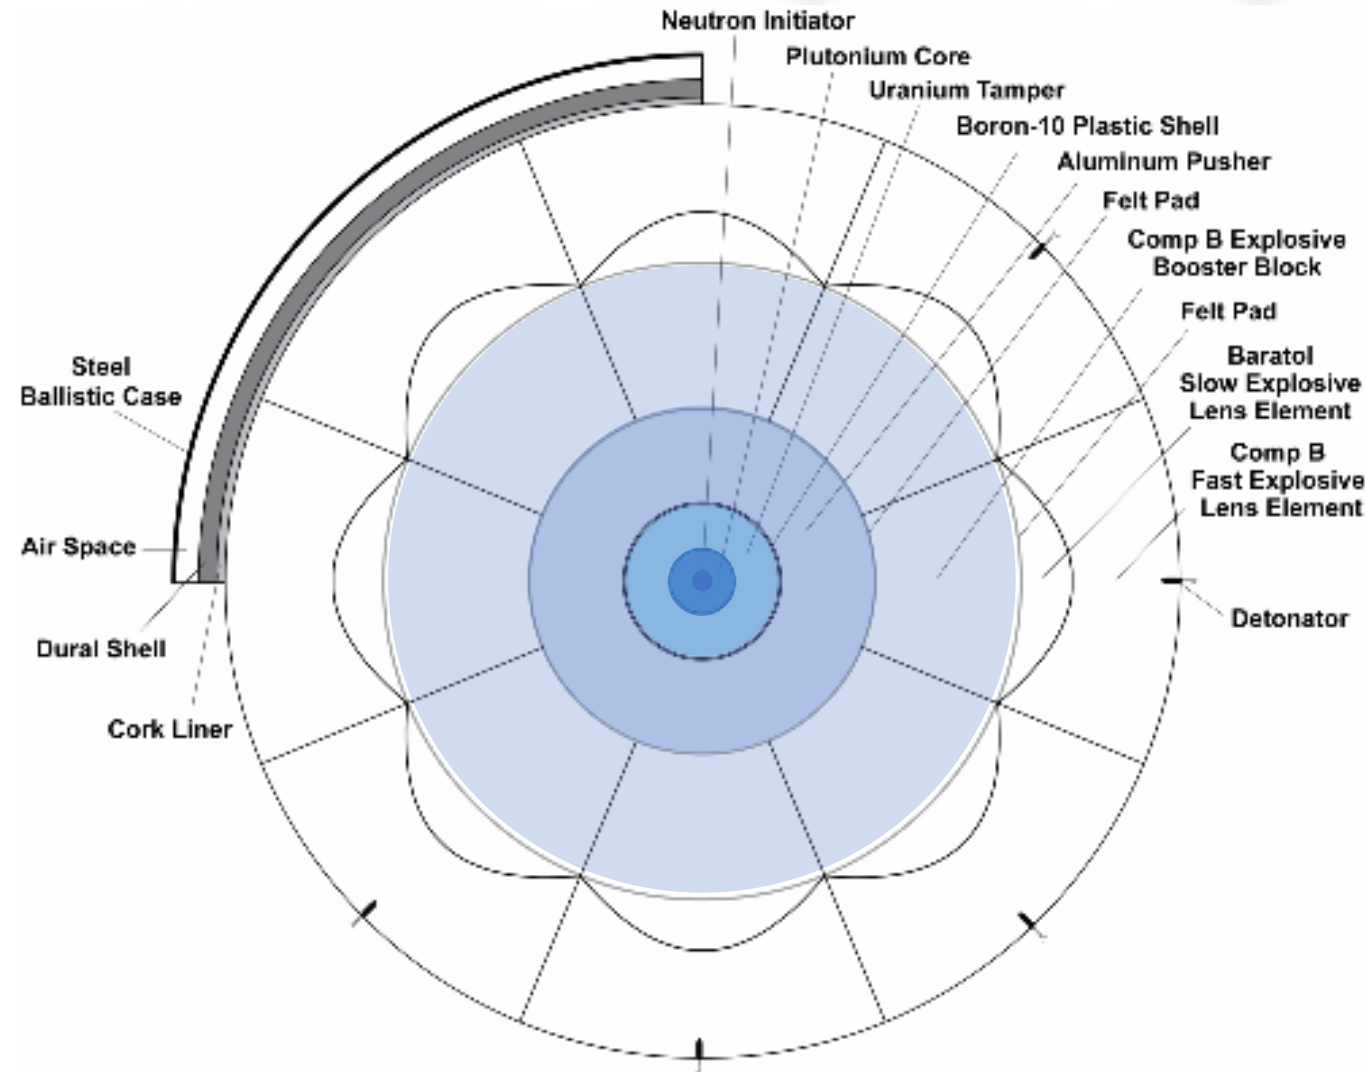 Neutron Initiator
Plutonium Core
Uranium Tamper
Boron-10 Plastic Shell
Aluminum Pusher
Felt Pad
Comp B Explosive
Booster Block
Felt Pad
Baratol
Slow Explosive
Lens Element
Comp B
Fast Explosive
Lens Element
Detonator
Steel
Ballistic Case
Air Space
Dural Shell
Cork Liner